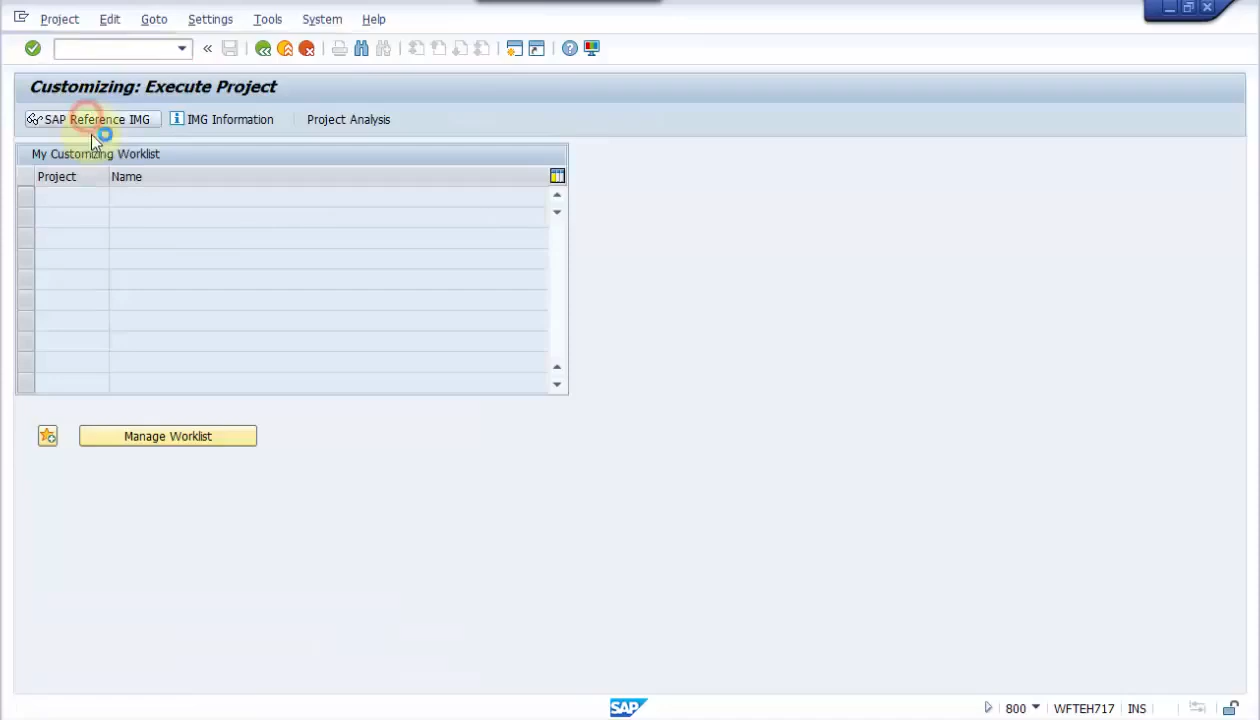 Project Edit Goto Settings Tools System Help
Customizing: Execute Project
SAP Reference IMG IMG Information Project Analysis
My Customizing Worklist
Project Name
Manage Worklist
SAP 800 WFTEH717 INS